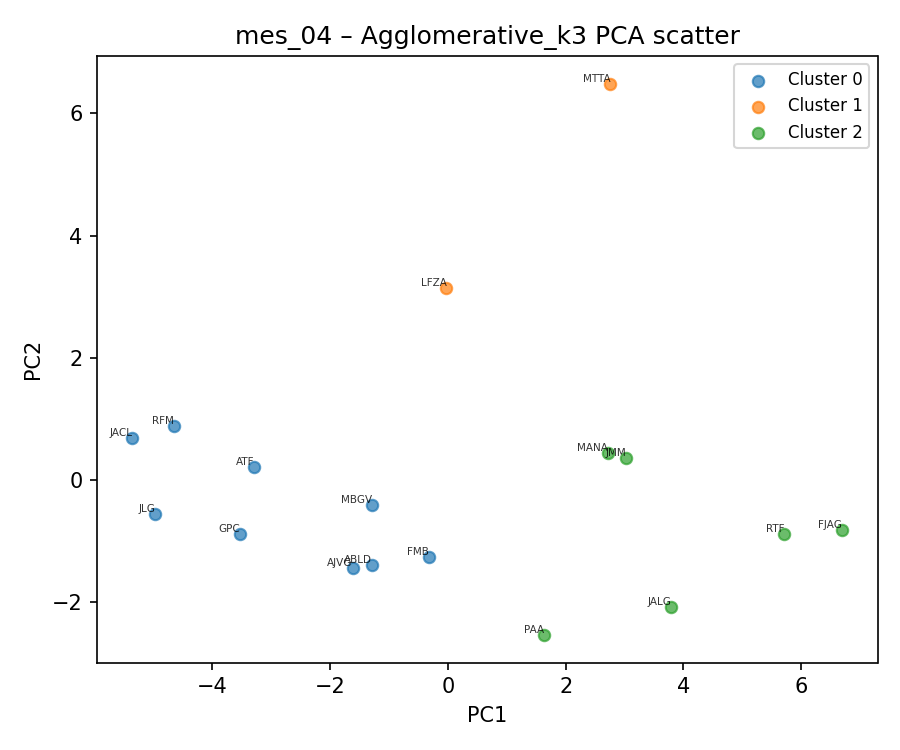 mes_04 – Agglomerative_k3 PCA scatter
Cluster 0
Cluster 1
Cluster 2
MTTA
LFZA
RFM
JACL
ATF
JLG
GPC
MBGV
AJVG
ABLD
FMB
MANA
RTF
FJAG
JALG
PAA
6
4
2
0
−2
−4
−2
0
2
4
6
PC1
PC2